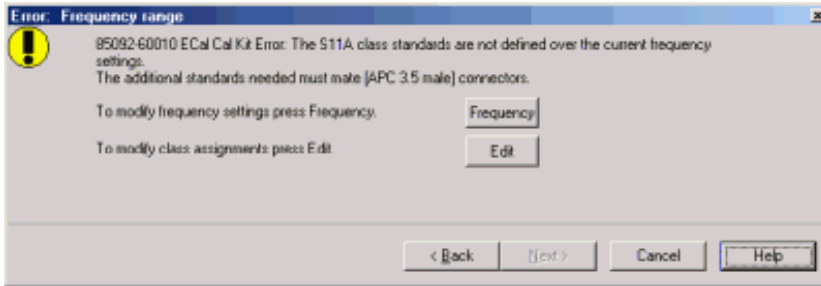 Error: Frequency range
85092-60010 ECal Cal Kit Error: The S11A class standards are not defined over the current frequency
settings.
The additional standards needed must mate [APC 3.5 male] connectors.
To modify frequency settings press Frequency.
Frequency
To modify class assignments press Edit
Edit
< Back
Next >
Cancel
Help